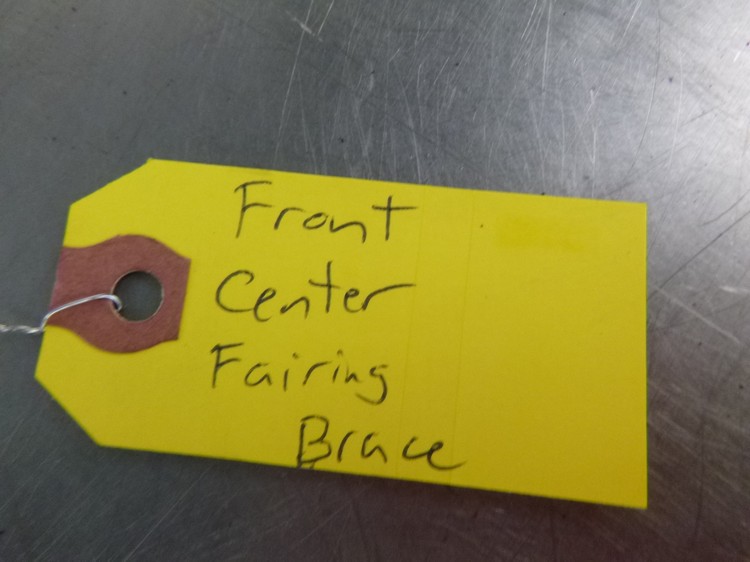 Front
Center
Fairing
Brace